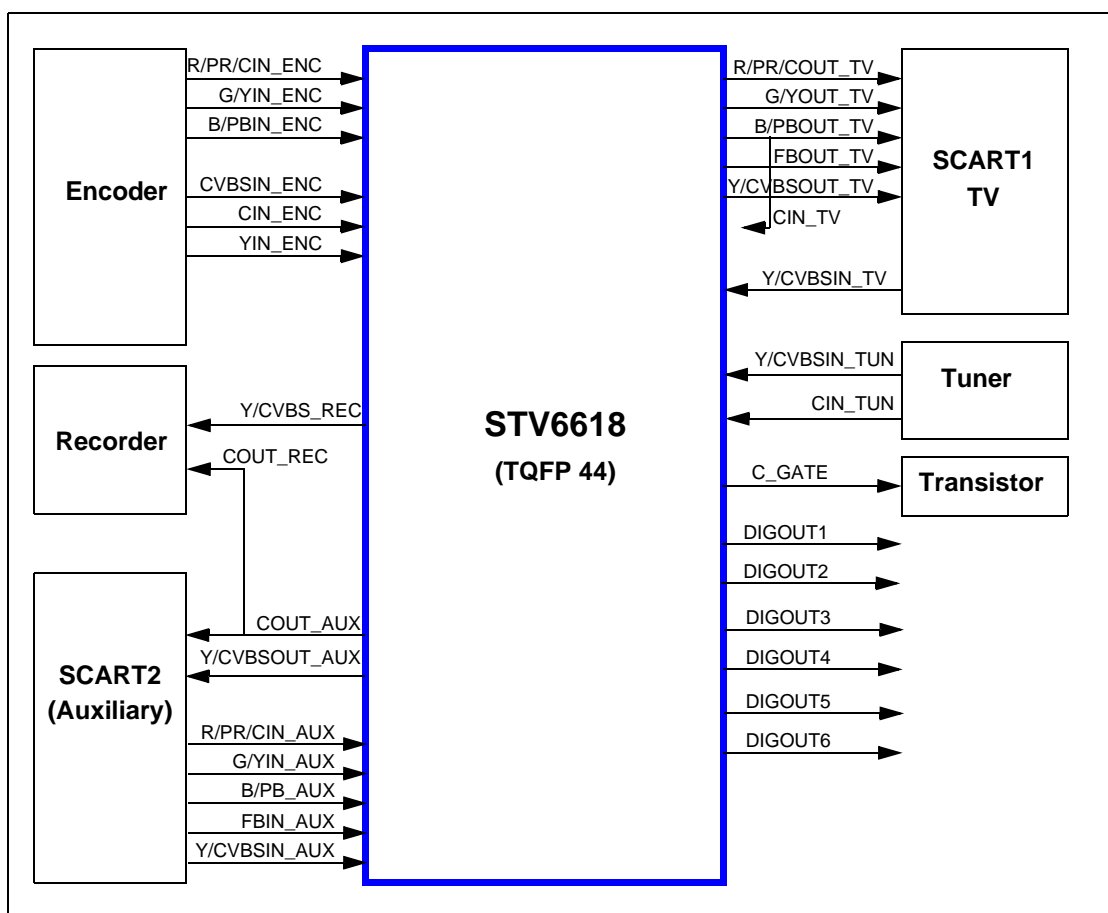 Encoder
R/PR/CIN_ENC
G/YIN_ENC
B/PBIN_ENC
CVBSIN_ENC
CIN_ENC
YIN_ENC
Recorder
Y/CVBS_REC
COUT_REC
SCART2
(Auxiliary)
COUT_AUX
Y/CVBSOUT_AUX
R/PR/CIN_AUX
G/YIN_AUX
B/PB_AUX
FBIN_AUX
Y/CVBSIN_AUX
STV6618
(TQFP 44)
R/PR/COUT_TV
G/YOUT_TV
B/PBOUT_TV
FBOUT_TV
Y/CVBSOUT_TV
CIN_TV
Y/CVBSIN_TV
SCART1
TV
Y/CVBSIN_TUN
CIN_TUN
Tuner
C_GATE
Transistor
DIGOUT1
DIGOUT2
DIGOUT3
DIGOUT4
DIGOUT5
DIGOUT6